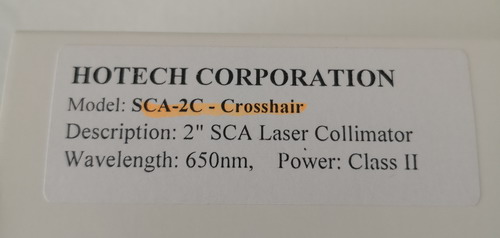 HOTECH CORPORATION
Model: SCA-2C - Crosshair
Description: 2" SCA Laser Collimator
Wavelength: 650nm, Power: Class II